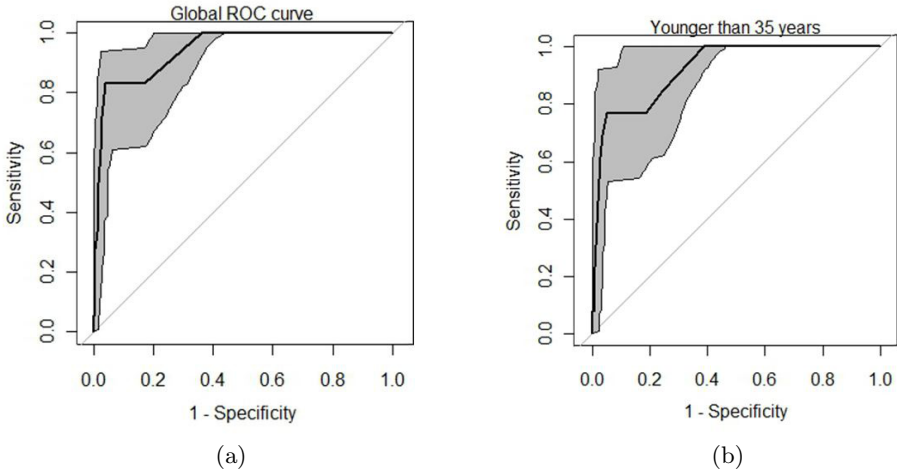 Global ROC curve
Sensitivity
0.0 0.2 0.4 0.6 0.8 1.0
0.0 0.2 0.4 0.6 0.8 1.0
1 - Specificity
(a)
Younger than 35 years
Sensitivity
0.0 0.2 0.4 0.6 0.8 1.0
0.0 0.2 0.4 0.6 0.8 1.0
1 - Specificity
(b)